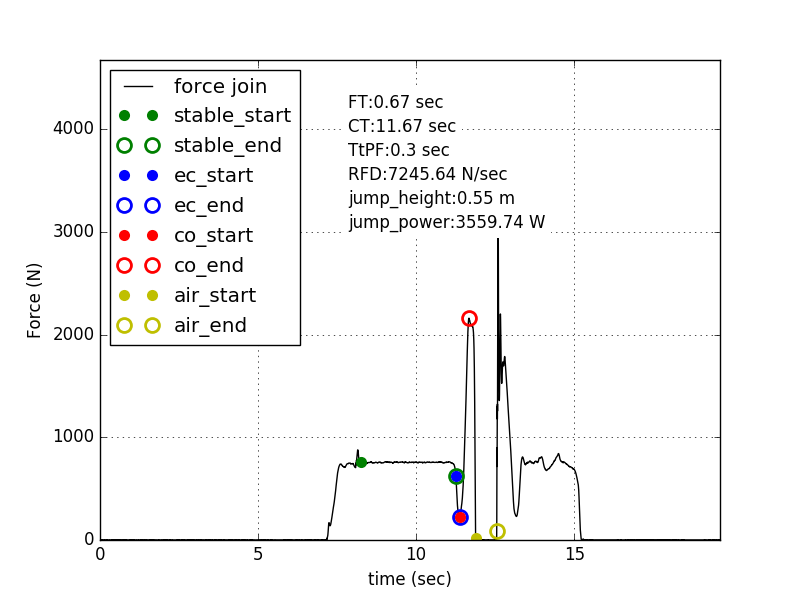 force join
stable_start
stable_end
ec_start
ec_end
co_start
co_end
air_start
air_end
FT:0.67 sec
CT:11.67 sec
TtPF:0.3 sec
RFD:7245.64 N/sec
jump_height:0.55 m
jump_power:3559.74 W
4000
3000
2000
1000
0
Force (N)
0 5 10 15
time (sec)